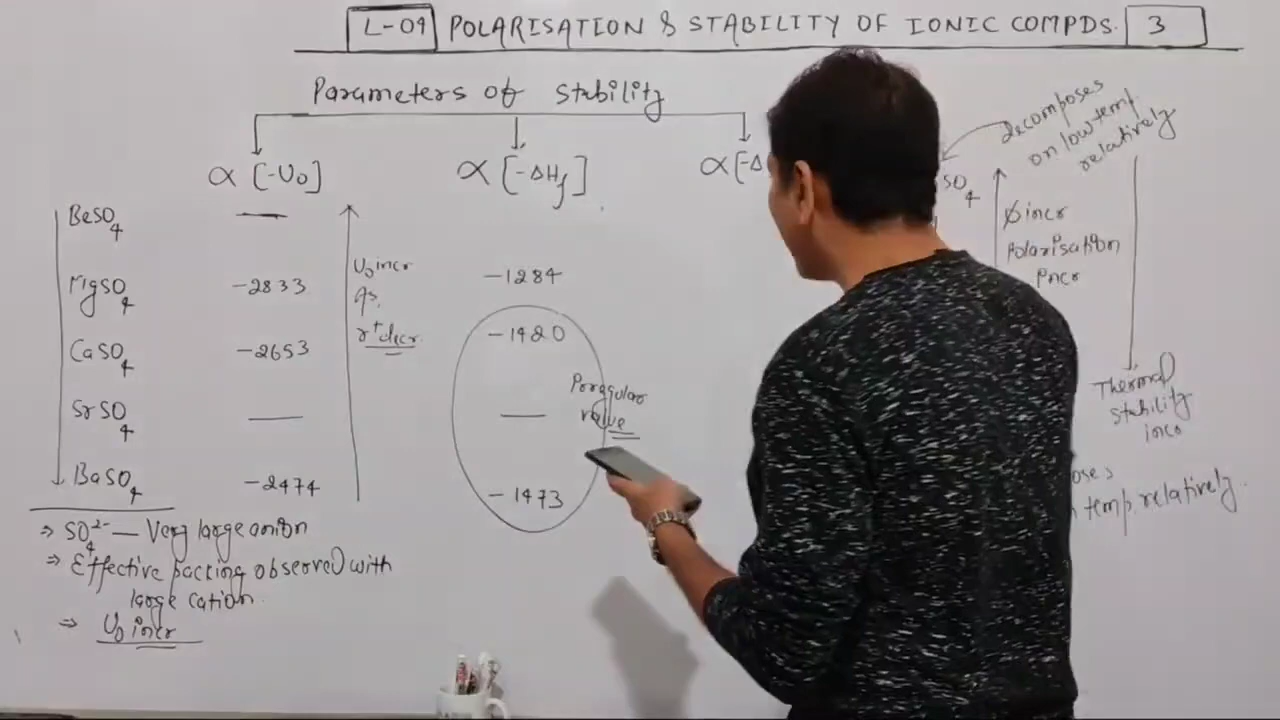 L-09 POLARISATION & STABILITY OF IONIC COMPDS. 3
Parameters of Stability
∝ [-U₀]
∝ [-ΔHf]
∝ [-Δ
BeSO₄ —
MgSO₄ -2833 -1284
CaSO₄ -2653 -1420
SrSO₄ — —
BaSO₄ -2474 -1473
U₀ incr
as
r⁺ decr
Irregular
value
⇒ SO₄²⁻ — Very large anion
⇒ Effective packing observed with
large cation.
⇒ U₀ incr
decomposes
on low temp
relatively
SO₄
ϕ incr
Polarisation
incr
Thermal
stability
incr
temp. relatively.